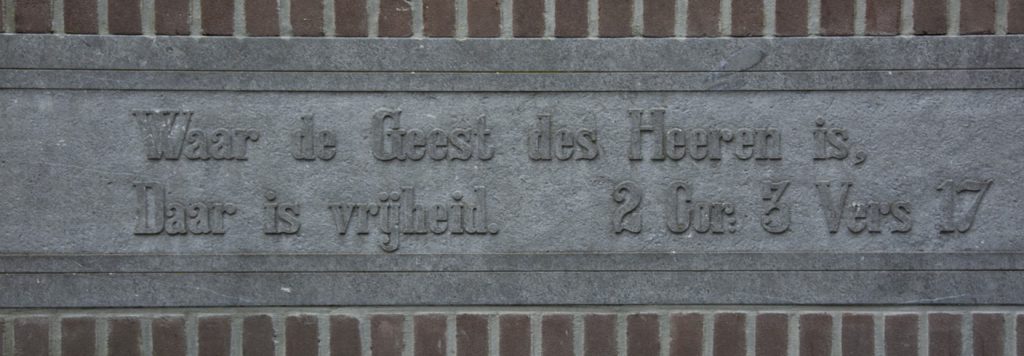 Waar de Geest des Heeren is,
Daar is vrijheid. 2 Cor: 3 Vers 17